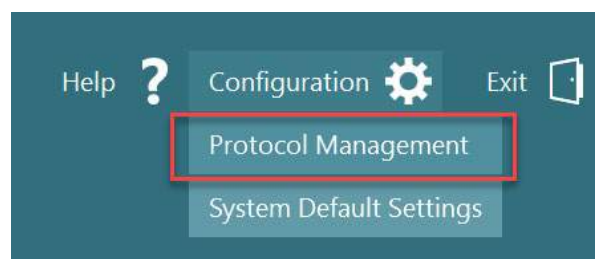 Help ? Configuration Exit
Protocol Management
System Default Settings